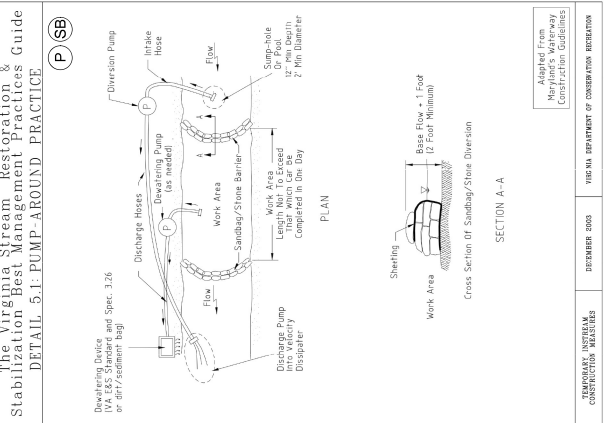 The Virginia Stream Restoration &
Stabilization Best Management Practices Guide
DETAIL 5.1: PUMP-AROUND PRACTICE
P
SB
Diversion Pump
Intake
Hose
Flow
Sump-hole
Or Pool
12" Min Depth
2' Min Diameter
P
Discharge Hoses
Dewatering Pump
(as needed)
P
Work Area
A
A
Sandbag/Stone Barrier
Work Area
Length Not To Exceed
That Which Can Be
Completed In One Day
Dewatering Device
(VA E&S Standard and Spec. 3.26
or dirt/sediment bag)
Flow
Discharge Pump
Into Velocity
Dissipater
PLAN
Sheeting
Base Flow + 1 Foot
(2 Foot Minimum)
Work Area
Cross Section Of Sandbag/Stone Diversion
SECTION A-A
Adapted From
Maryland's Waterway
Construction Guidelines
TEMPORARY INSTREAM
CONSTRUCTION MEASURES
DECEMBER 2003
VIRGINIA DEPARTMENT OF CONSERVATION RECREATION